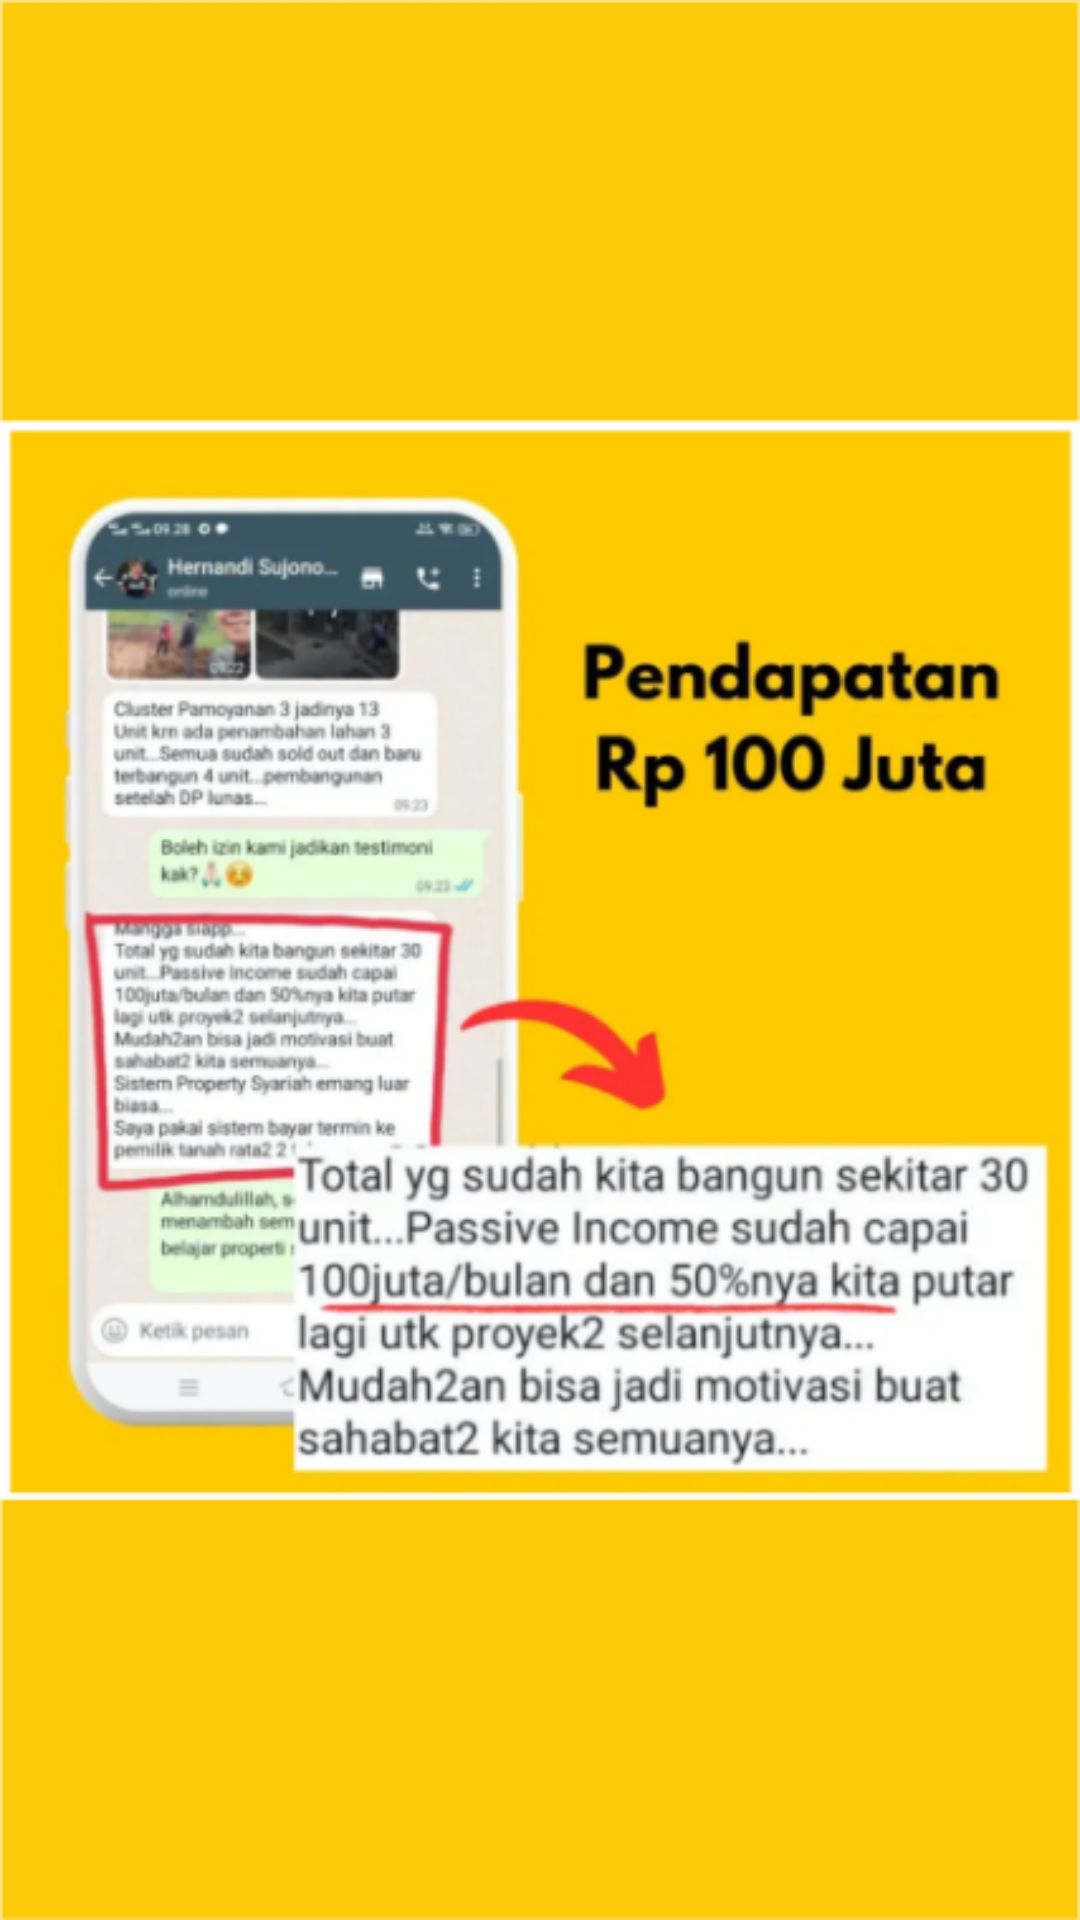 09.28
Hernandi Sujono...
online
09.22
Cluster Pamoyanan 3 jadinya 13
Unit krn ada penambahan lahan 3
unit...Semua sudah sold out dan baru
terbangun 4 unit...pembangunan
setelah DP lunas...
09.23
Boleh izin kami jadikan testimoni
kak?🙏🏻☺️
09.23
Mangga siapp...
Total yg sudah kita bangun sekitar 30
unit...Passive Income sudah capai
100juta/bulan dan 50%nya kita putar
lagi utk proyek2 selanjutnya...
Mudah2an bisa jadi motivasi buat
sahabat2 kita semuanya...
Sistem Property Syariah emang luar
biasa...
Saya pakai sistem bayar termin ke
pemilik tanah rata2 2
Alhamdulillah, s
menambah sem
belajar properti
Ketik pesan
Pendapatan
Rp 100 Juta
Total yg sudah kita bangun sekitar 30
unit...Passive Income sudah capai
100juta/bulan dan 50%nya kita putar
lagi utk proyek2 selanjutnya...
Mudah2an bisa jadi motivasi buat
sahabat2 kita semuanya...